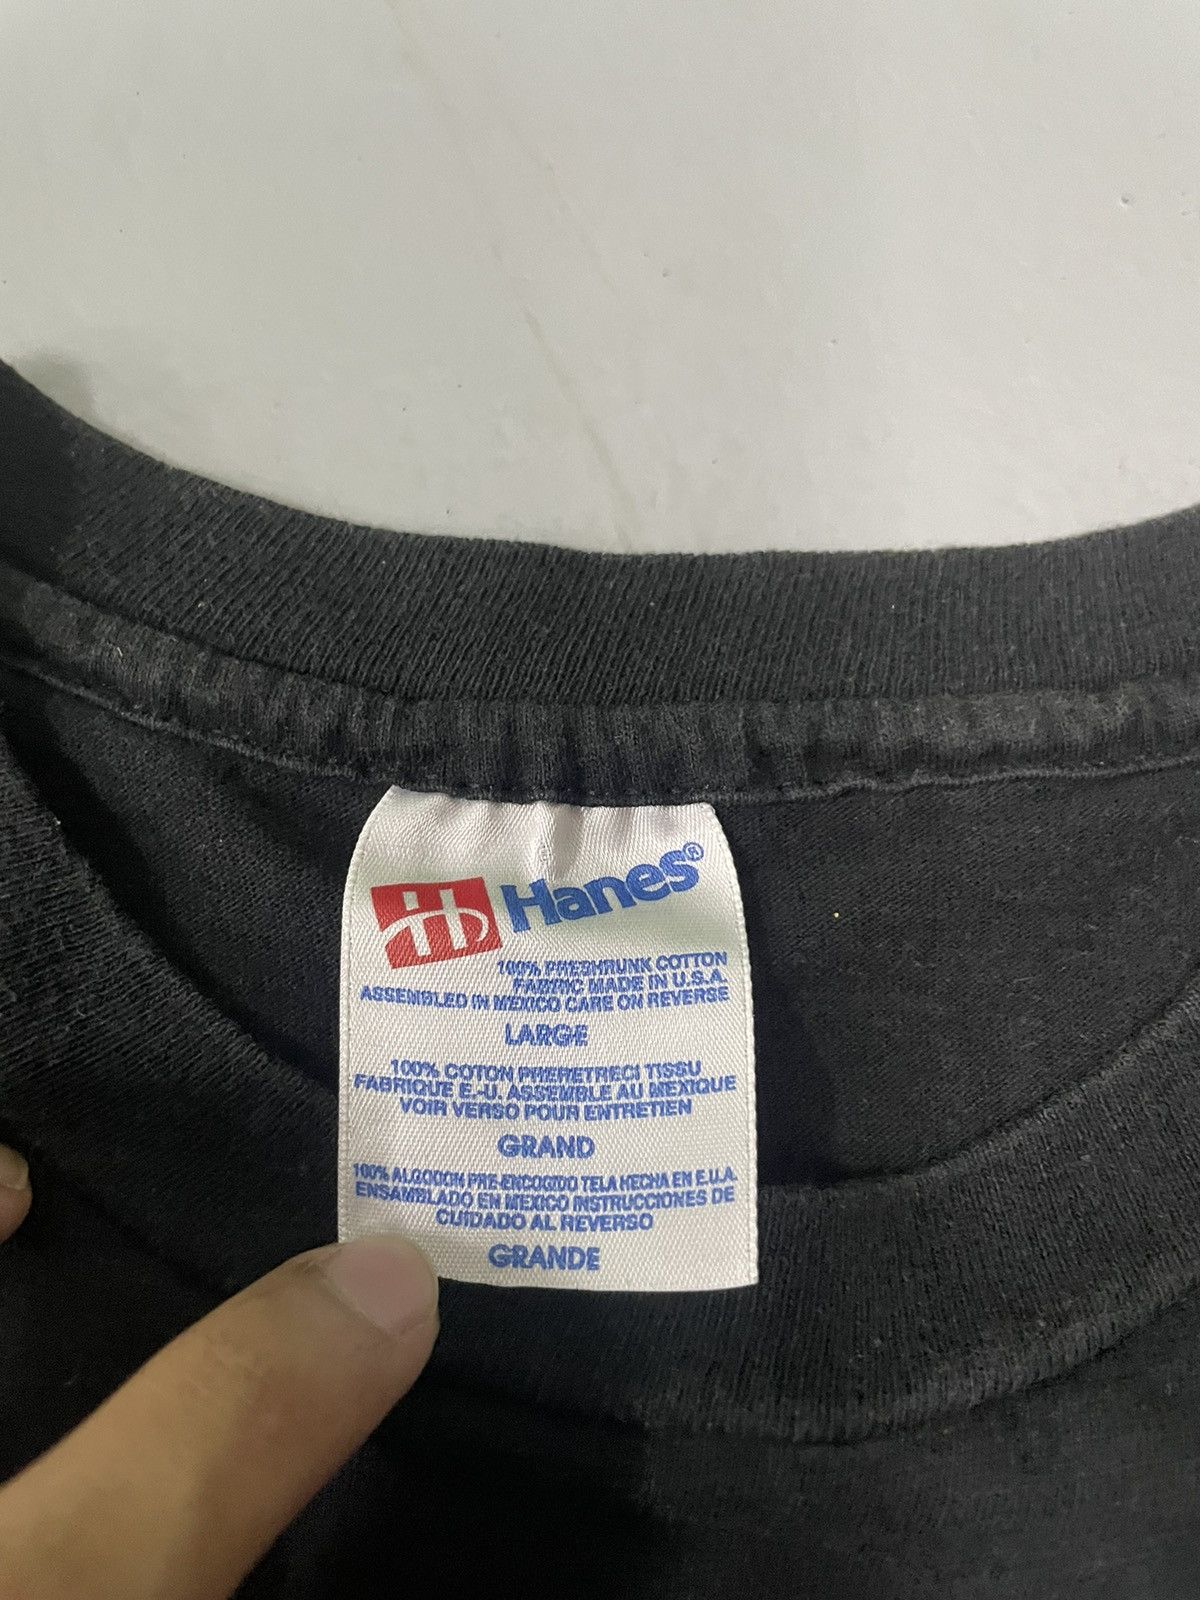 H Hanes®
100% PRESHRUNK COTTON
FABRIC MADE IN U.S.A.
ASSEMBLED IN MEXICO CARE ON REVERSE
LARGE
100% COTON PRERETRECI TISSU
FABRIQUE E.-U. ASSEMBLE AU MEXIQUE
VOIR VERSO POUR ENTRETIEN
GRAND
100% ALGODON PRE-ENCOGIDO TELA HECHA EN E.U.A.
ENSAMBLADO EN MEXICO INSTRUCCIONES DE
CUIDADO AL REVERSO
GRANDE